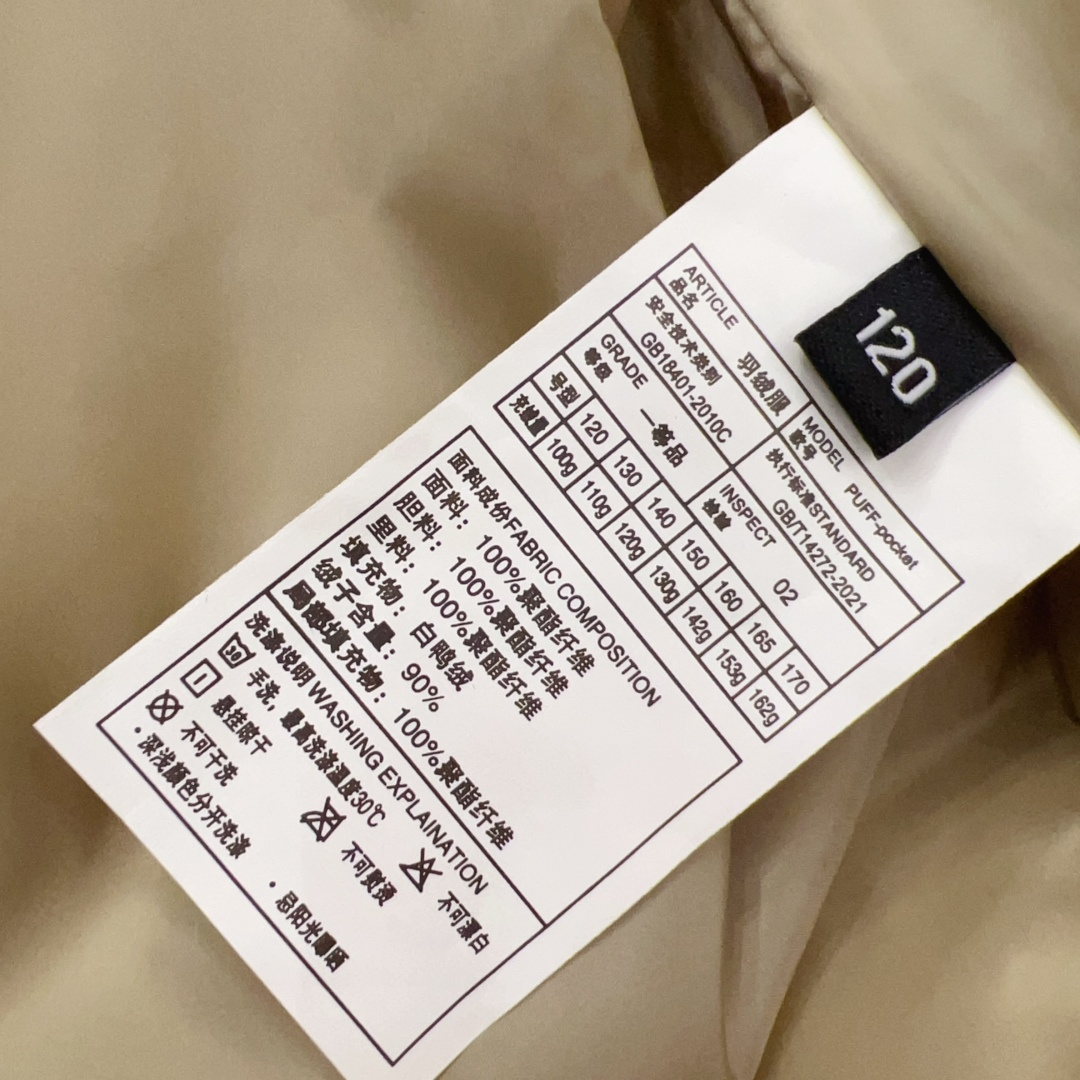 120
ARTICLE 品名 羽绒服 MODEL 款号 PUFF-pocket
安全技术类别 GB18401-2010C 执行标准STANDARD GB/T14272-2021
GRADE 等级 一等品 INSPECT 检验 02
号型 120 130 140 150 160 165 170
充绒量 100g 110g 120g 130g 142g 153g 162g
面料成份FABRIC COMPOSITION
面料: 100%聚酯纤维
胆料: 100%聚酯纤维
里料: 100%聚酯纤维
填充物: 白鸭绒
绒子含量: 90%
局部填充物: 100%聚酯纤维
洗涤说明 WASHING EXPLAINATION
30 手洗, 最高洗涤温度30℃ 不可漂白
悬挂晾干 不可熨烫
不可干洗
·深浅颜色分开洗涤 ·忌阳光曝晒